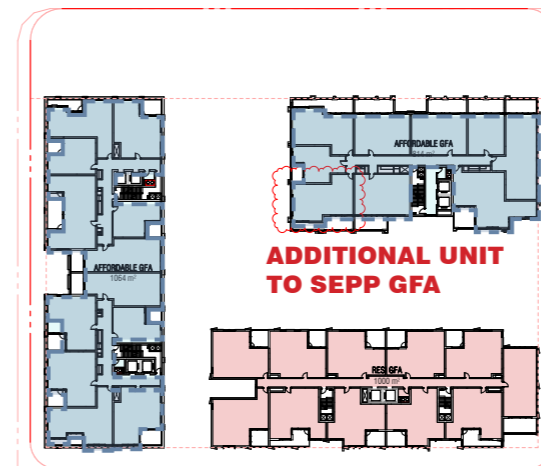 AFFORDABLE GFA
AFFORDABLE GFA
1064 m²
ADDITIONAL UNIT
TO SEPP GFA
RES. GFA
1000 m²